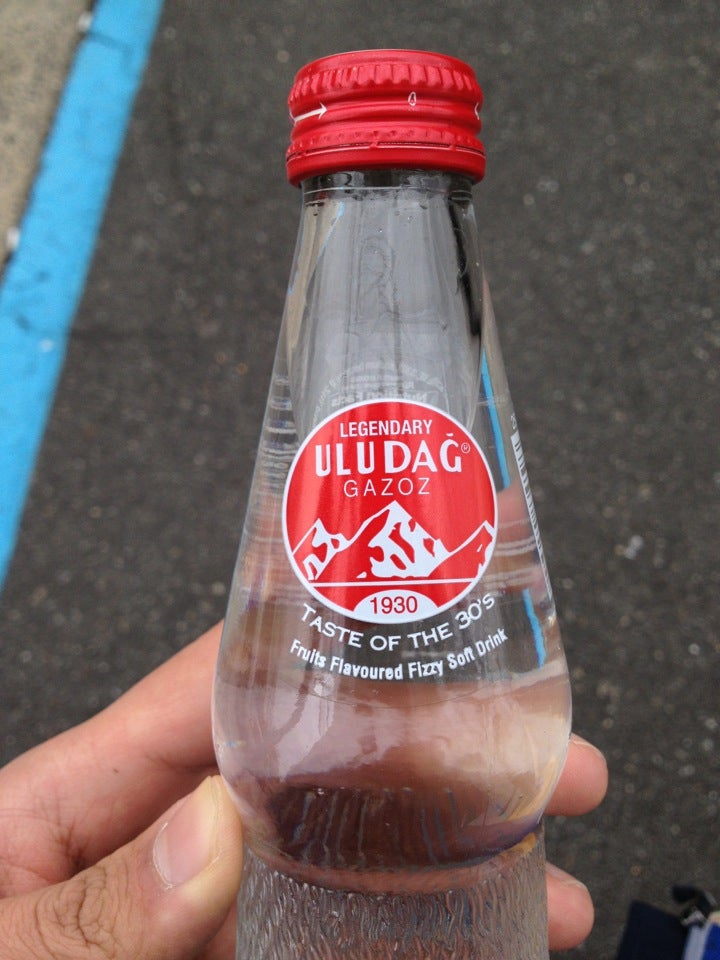 LEGENDARY
ULUDAĞ®
GAZOZ
1930
TASTE OF THE 30'S
Fruits Flavoured Fizzy Soft Drink